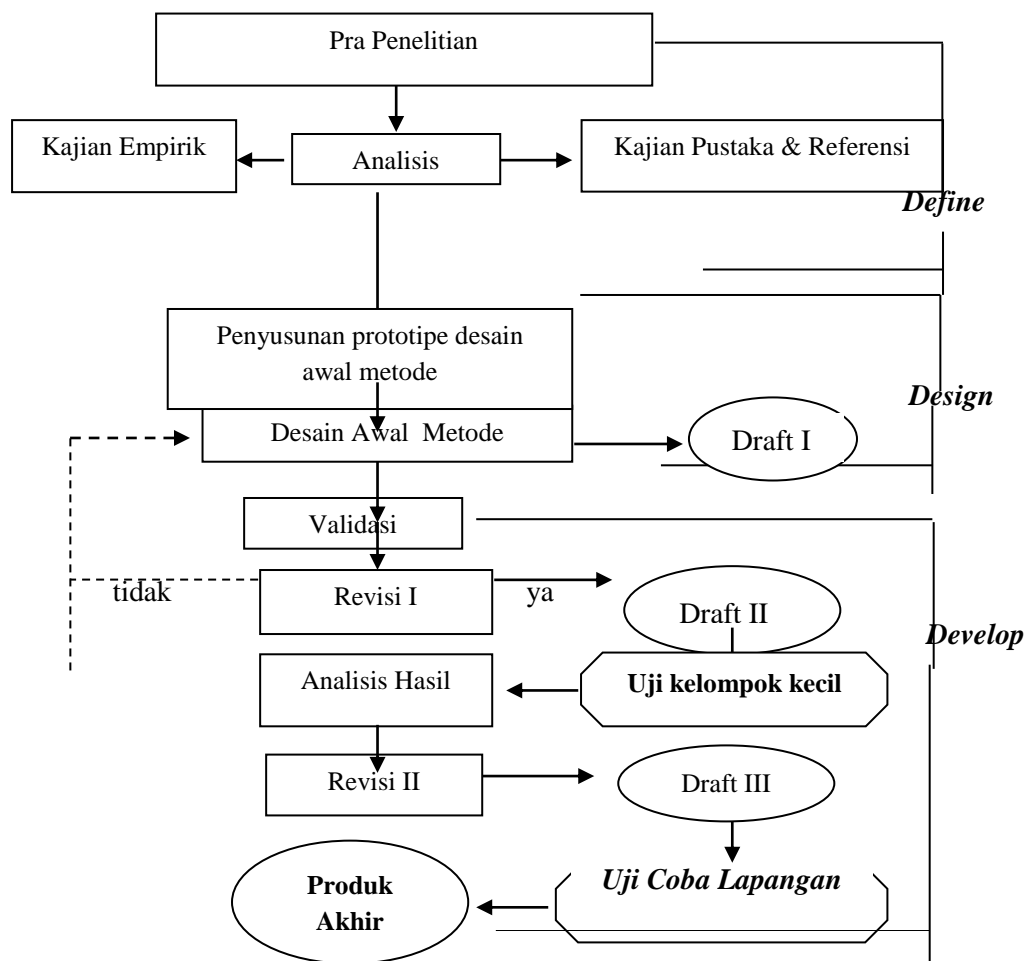 Pra Penelitian
Kajian Empirik
Analisis
Kajian Pustaka & Referensi
Define
Penyusunan prototipe desain
awal metode
Design
Desain Awal Metode
Draft I
Validasi
tidak
Revisi I
ya
Draft II
Develop
Analisis Hasil
Uji kelompok kecil
Revisi II
Draft III
Uji Coba Lapangan
Produk
Akhir